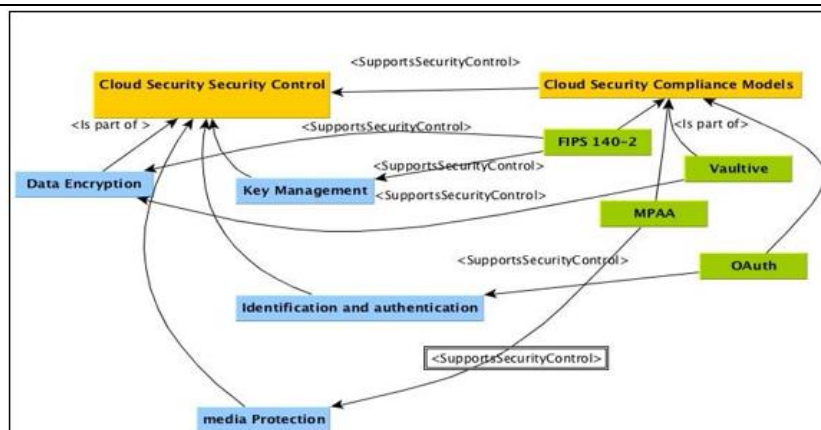 <SupportsSecurityControl>
Cloud Security Security Control
Cloud Security Compliance Models
<Is part of >
<SupportsSecurityControl>
<Is part of>
FIPS 140-2
<SupportsSecurityControl>
Vaultive
Data Encryption
Key Management
<SupportsSecurityControl>
MPAA
<SupportsSecurityControl>
OAuth
Identification and authentication
<SupportsSecurityControl>
media Protection